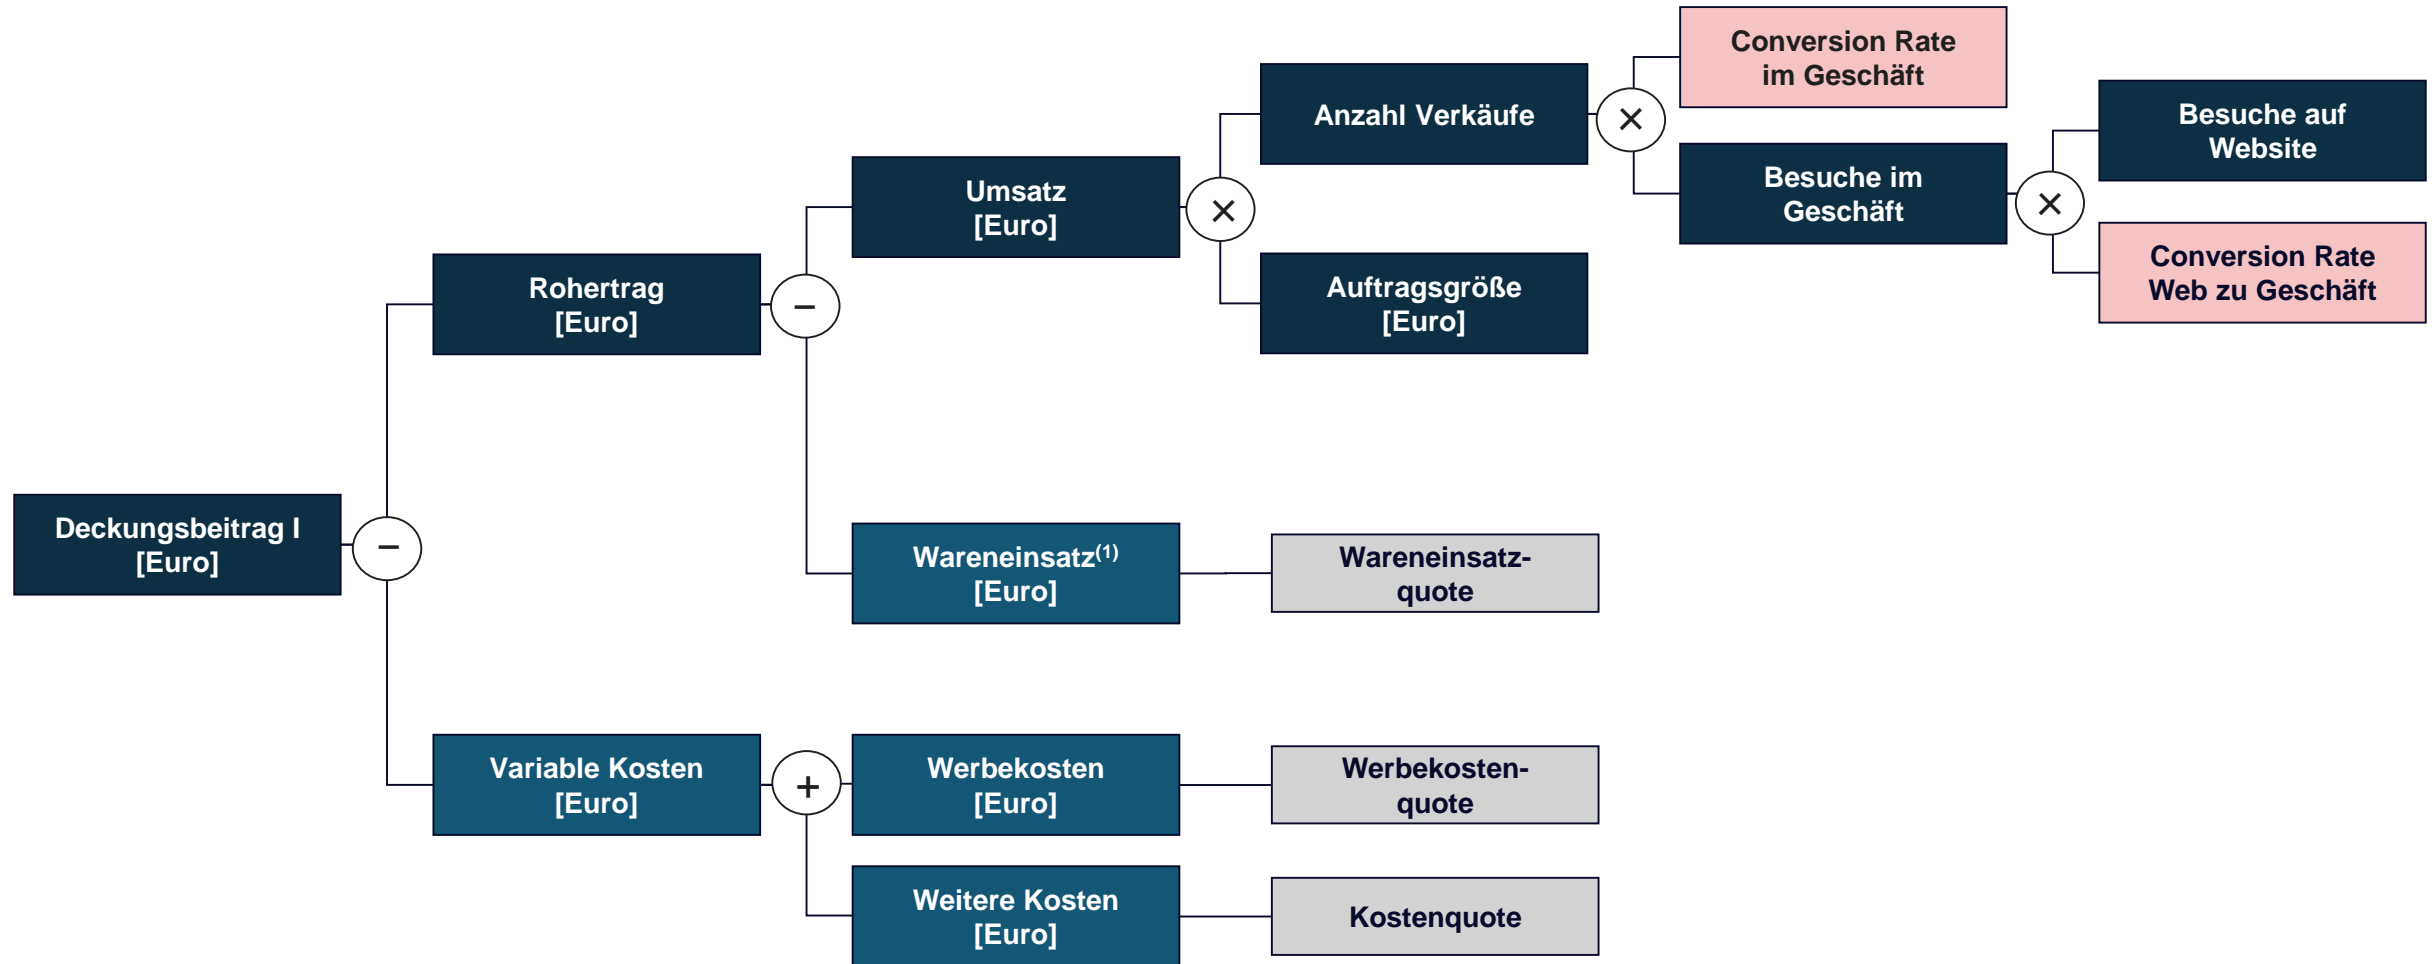 Conversion Rate
im Geschäft
Anzahl Verkäufe
×
Besuche auf
Website
Umsatz
[Euro]
×
Besuche im
Geschäft
×
Rohertrag
[Euro]
–
Auftragsgröße
[Euro]
Conversion Rate
Web zu Geschäft
Deckungsbeitrag I
[Euro]
–
Wareneinsatz(1)
[Euro]
Wareneinsatz-
quote
Variable Kosten
[Euro]
+
Werbekosten
[Euro]
Werbekosten-
quote
Weitere Kosten
[Euro]
Kostenquote